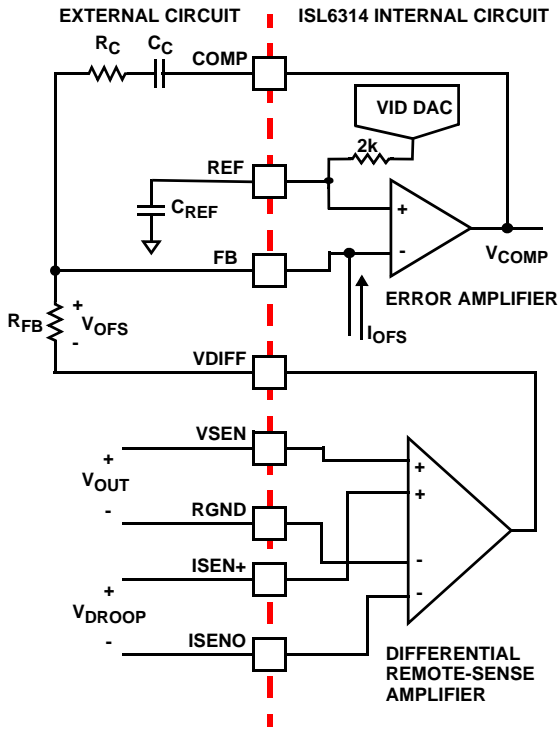 EXTERNAL CIRCUIT
ISL6314 INTERNAL CIRCUIT
RC
CC
COMP
VID DAC
2k
REF
CREF
+
-
VCOMP
FB
ERROR AMPLIFIER
IOFS
RFB
+
VOFS
-
VDIFF
VSEN
+
VOUT
-
+
+
RGND
ISEN+
-
-
+
VDROOP
-
ISENO
DIFFERENTIAL
REMOTE-SENSE
AMPLIFIER